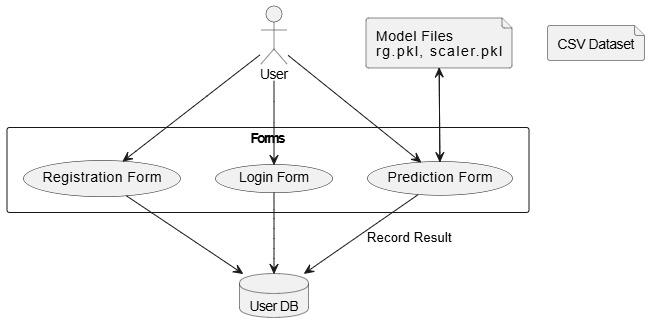 Model Files
rg.pkl, scaler.pkl
CSV Dataset
User
Forms
Registration Form
Login Form
Prediction Form
Record Result
User DB